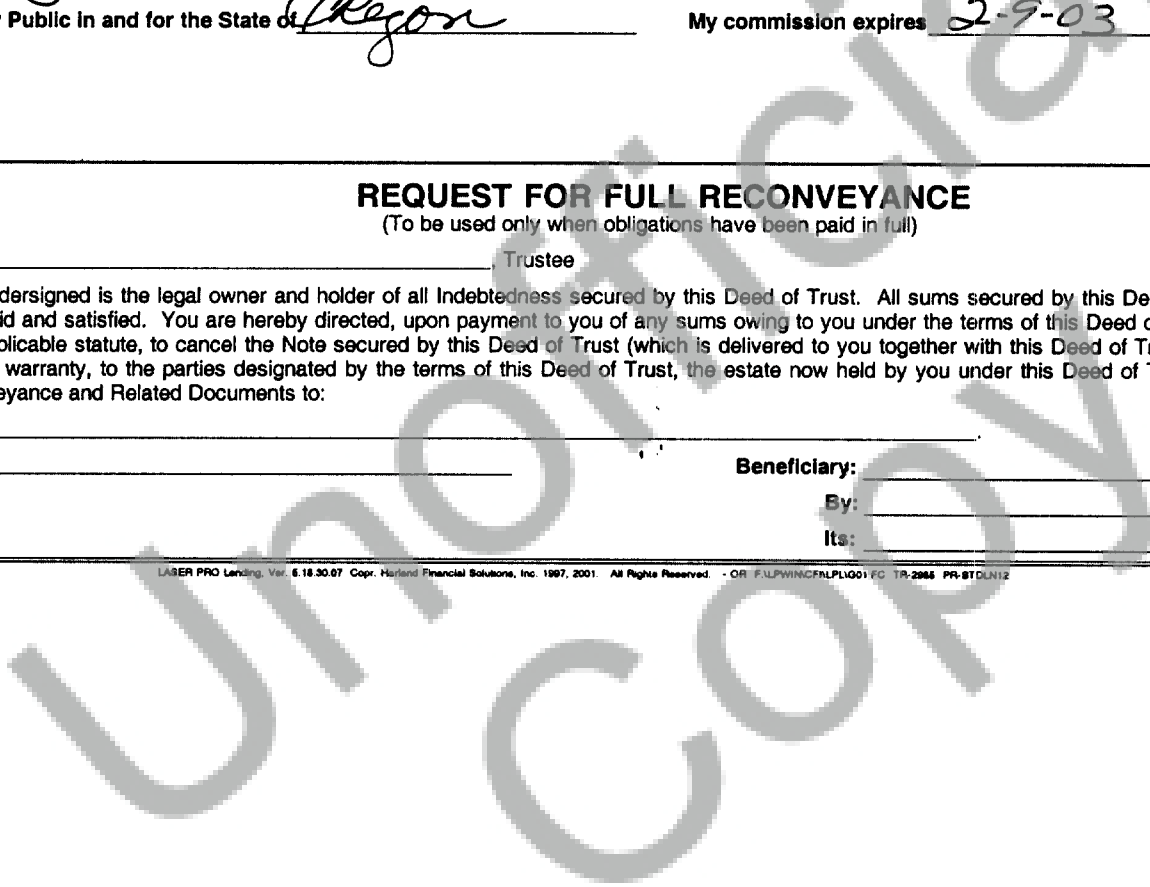 Public in and for the State of Oregon My commission expires 2-9-03
REQUEST FOR FULL RECONVEYANCE
(To be used only when obligations have been paid in full)
, Trustee
dersigned is the legal owner and holder of all Indebtedness secured by this Deed of Trust. All sums secured by this De
id and satisfied. You are hereby directed, upon payment to you of any sums owing to you under the terms of this Deed o
plicable statute, to cancel the Note secured by this Deed of Trust (which is delivered to you together with this Deed of Tr
warranty, to the parties designated by the terms of this Deed of Trust, the estate now held by you under this Deed of T
eyance and Related Documents to:
Beneficiary:
By:
Its:
LASER PRO Lending, Ver. 5.16.30.07 Copr. Harland Financial Solutions, Inc. 1997, 2001. All Rights Reserved. - OR TR-2985 PR-STDLN12
Unofficial
Copy